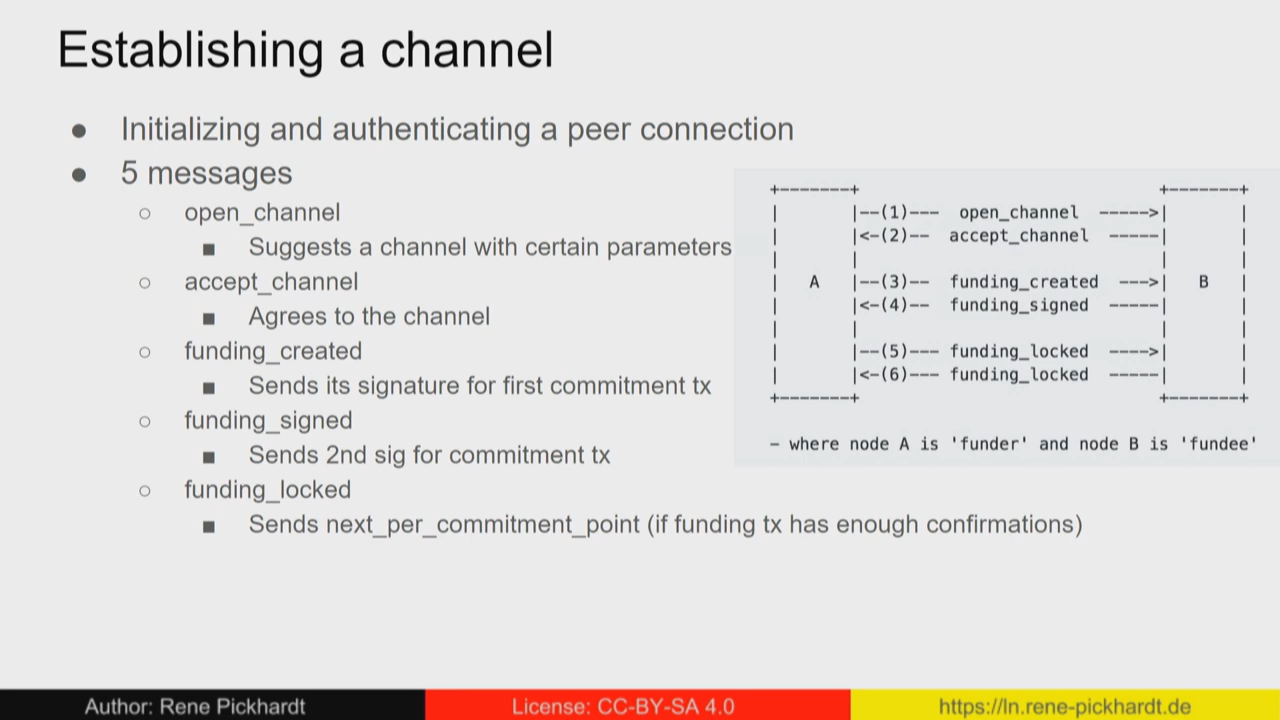 Establishing a channel
● Initializing and authenticating a peer connection
● 5 messages
○ open_channel
■ Suggests a channel with certain parameters
○ accept_channel
■ Agrees to the channel
○ funding_created
■ Sends its signature for first commitment tx
○ funding_signed
■ Sends 2nd sig for commitment tx
○ funding_locked
■ Sends next_per_commitment_point (if funding tx has enough confirmations)
+-------+                               +-------+
|       |--(1)---  open_channel  ----->|       |
|       |<-(2)--  accept_channel  -----|       |
|       |                               |       |
|   A   |--(3)--  funding_created  --->|   B   |
|       |<-(4)--  funding_signed  -----|       |
|       |                               |       |
|       |--(5)--- funding_locked  ---->|       |
|       |<-(6)--- funding_locked  -----|       |
+-------+                               +-------+
- where node A is 'funder' and node B is 'fundee'
Author: Rene Pickhardt
License: CC-BY-SA 4.0
https://ln.rene-pickhardt.de